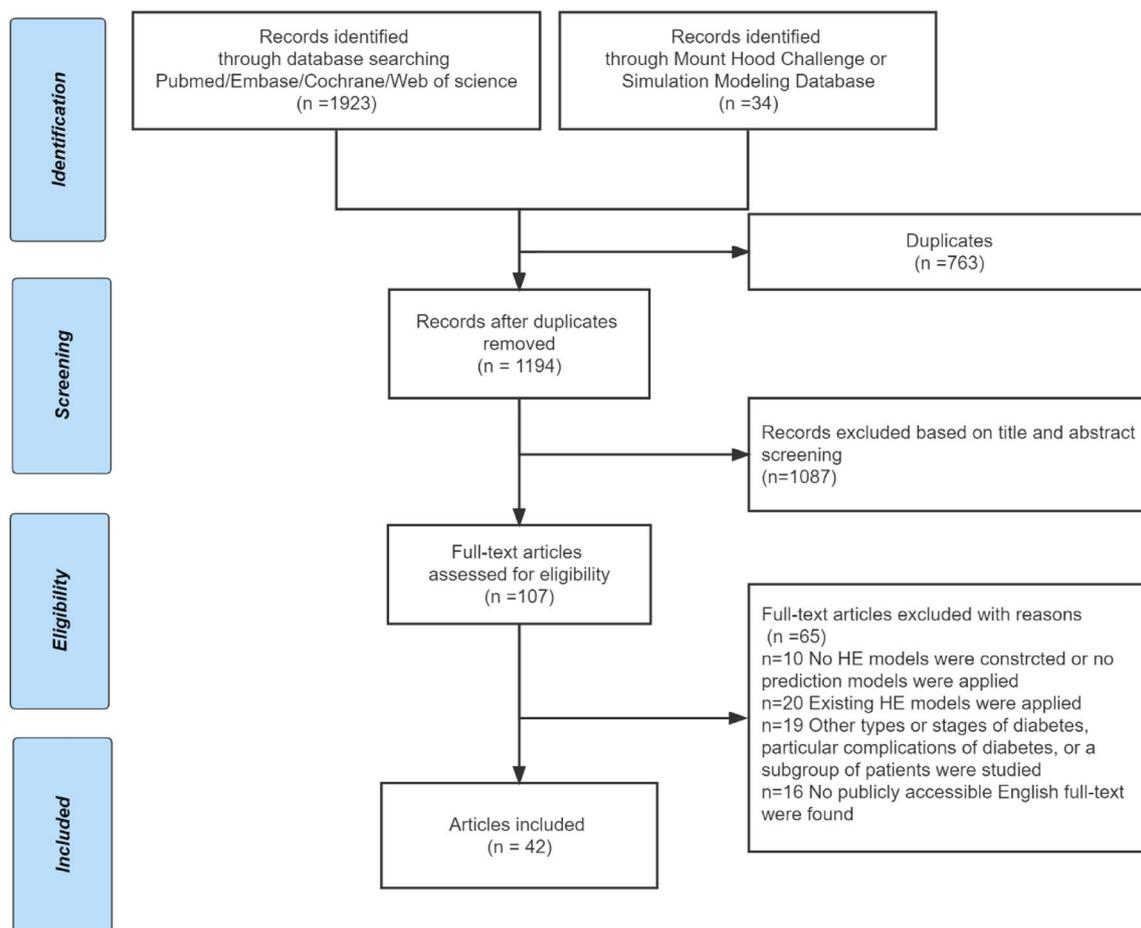 Identification
Records identified
through database searching
Pubmed/Embase/Cochrane/Web of science
(n =1923)
Records identified
through Mount Hood Challenge or
Simulation Modeling Database
(n =34)
Duplicates
(n =763)
Screening
Records after duplicates
removed
(n = 1194)
Records excluded based on title and abstract
screening
(n=1087)
Eligibility
Full-text articles
assessed for eligibility
(n =107)
Full-text articles excluded with reasons
(n =65)
n=10 No HE models were constrcted or no
prediction models were applied
n=20 Existing HE models were applied
n=19 Other types or stages of diabetes,
particular complications of diabetes, or a
subgroup of patients were studied
n=16 No publicly accessible English full-text
were found
Included
Articles included
(n = 42)